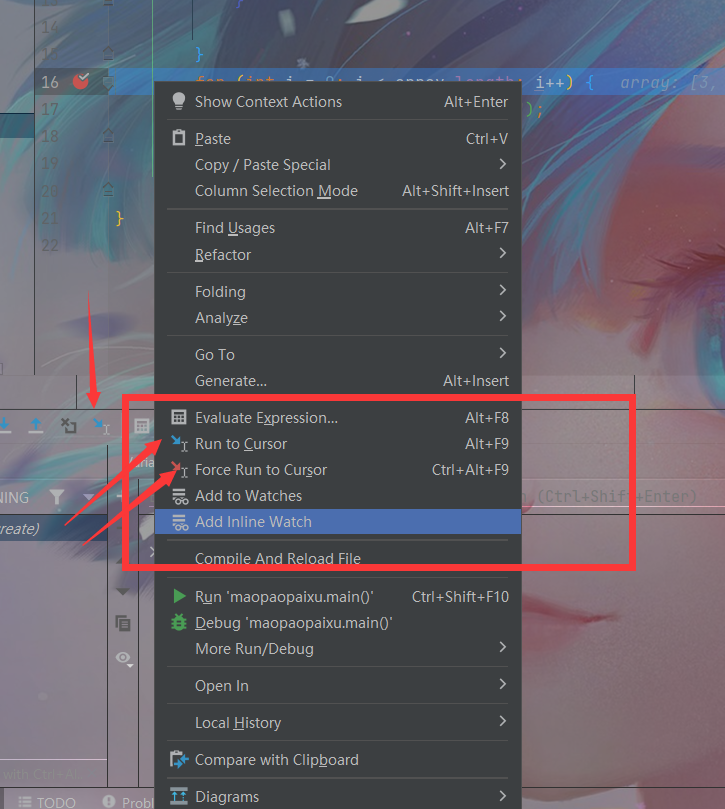 14
15 }
16 for (int i = 0; i < array.length; i++) { array: [3,
17 );
18
19
20
21 }
22
Show Context Actions Alt+Enter
Paste Ctrl+V
Copy / Paste Special
Column Selection Mode Alt+Shift+Insert
Find Usages Alt+F7
Refactor
Folding
Analyze
Go To
Generate... Alt+Insert
Evaluate Expression... Alt+F8
Run to Cursor Alt+F9
Force Run to Cursor Ctrl+Alt+F9
NING
Add to Watches
(Ctrl+Shift+Enter)
Add Inline Watch
create)
Compile And Reload File
Run 'maopaopaixu.main()' Ctrl+Shift+F10
Debug 'maopaopaixu.main()'
More Run/Debug
Open In
Local History
Compare with Clipboard
with Ctrl+Al
Diagrams
TODO Probl